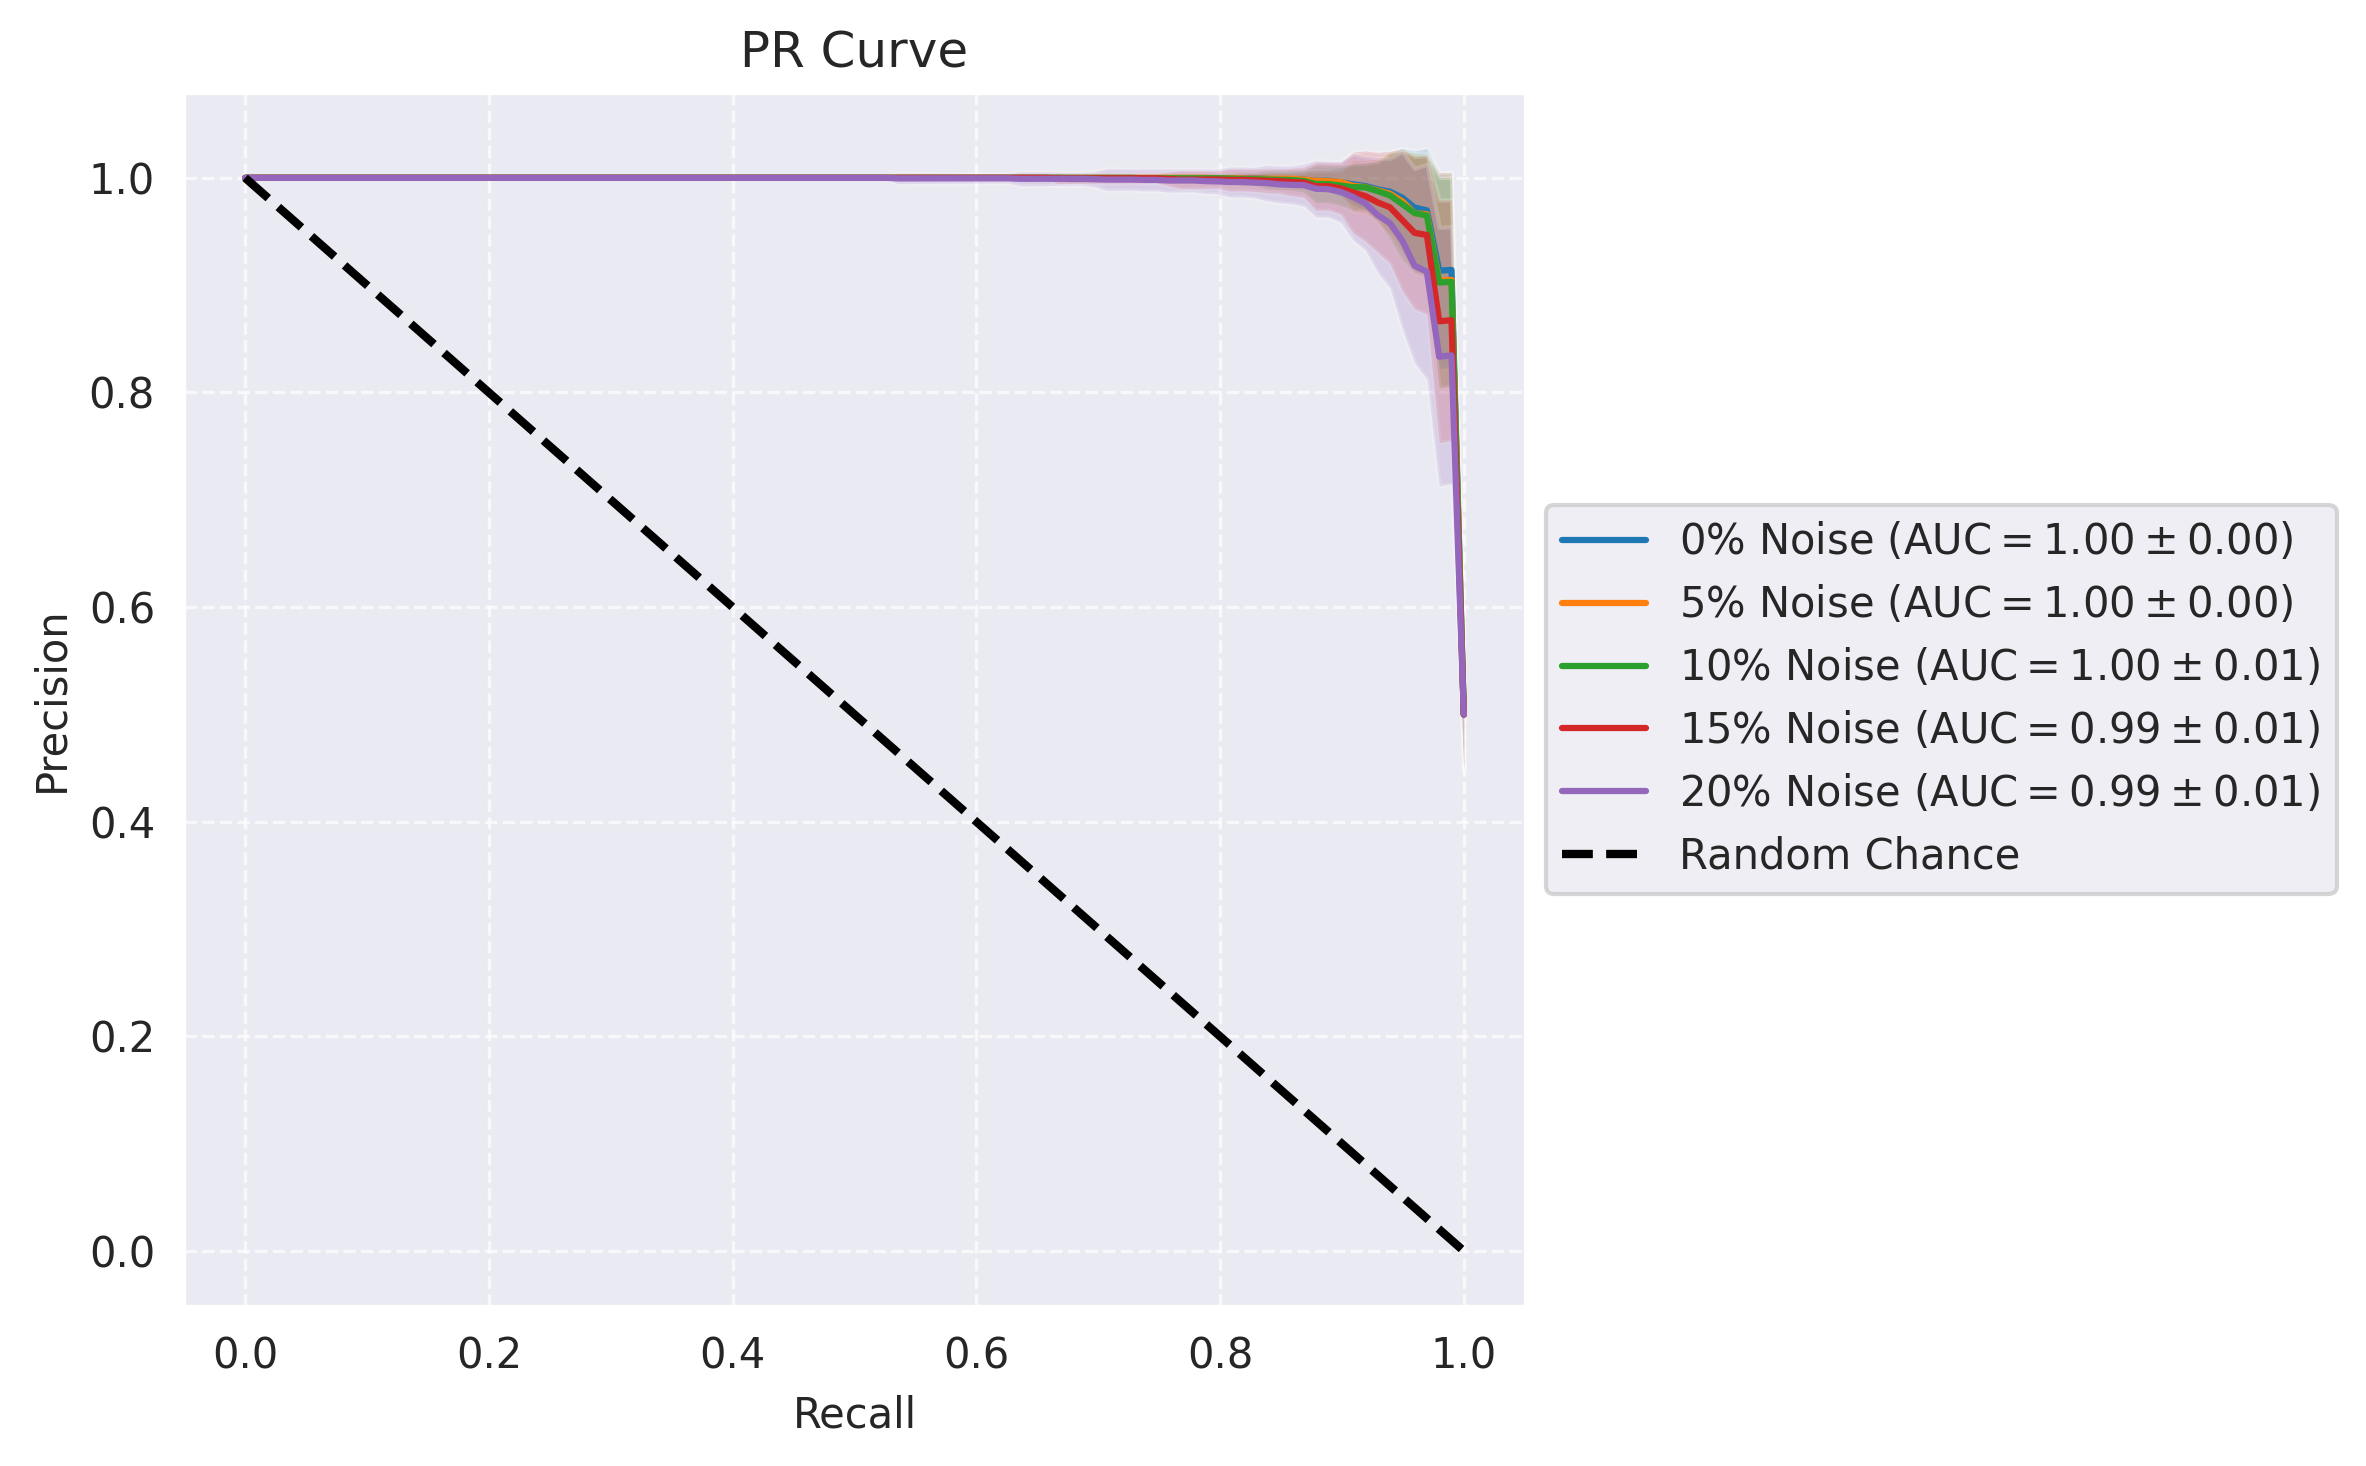 PR Curve
1.0
0.8
0.6
0.4
0.2
0.0
Precision
0.0 0.2 0.4 0.6 0.8 1.0
Recall
0% Noise (AUC = 1.00 ± 0.00)
5% Noise (AUC = 1.00 ± 0.00)
10% Noise (AUC = 1.00 ± 0.01)
15% Noise (AUC = 0.99 ± 0.01)
20% Noise (AUC = 0.99 ± 0.01)
Random Chance